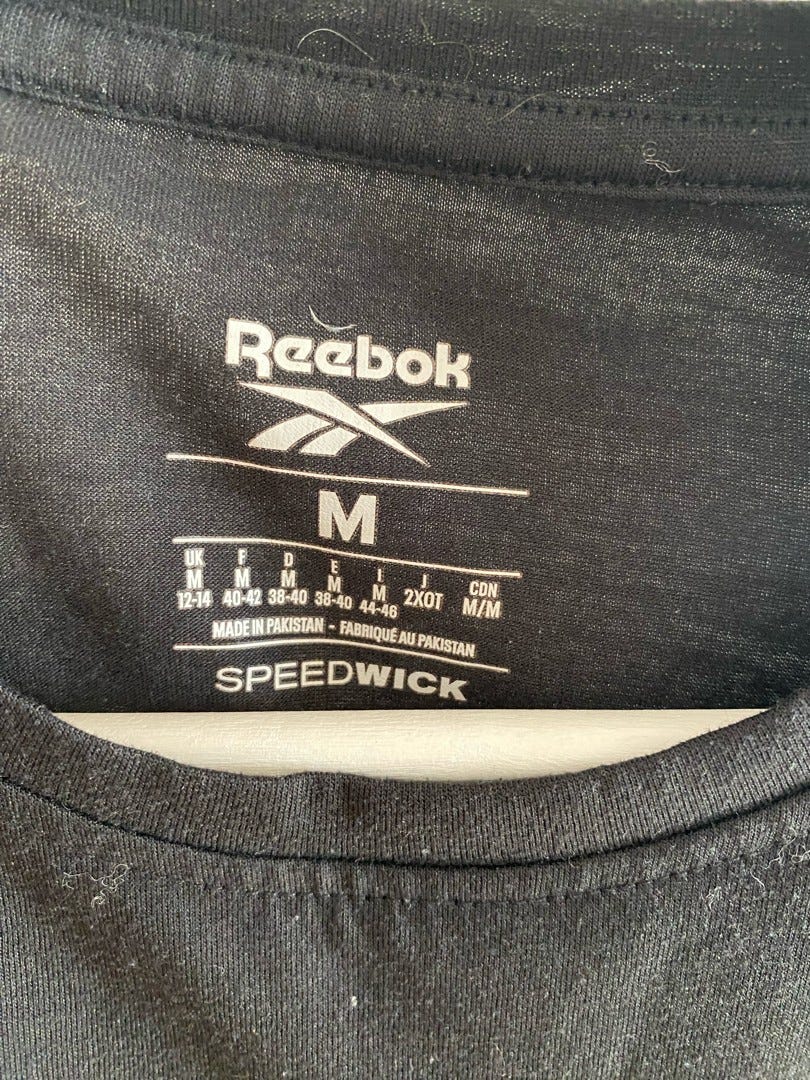 Reebok
M
UK F D E I J CDN
M M M M M 2XOT M/M
12-14 40-42 38-40 38-40 44-46
MADE IN PAKISTAN - FABRIQUÉ AU PAKISTAN
SPEEDWICK